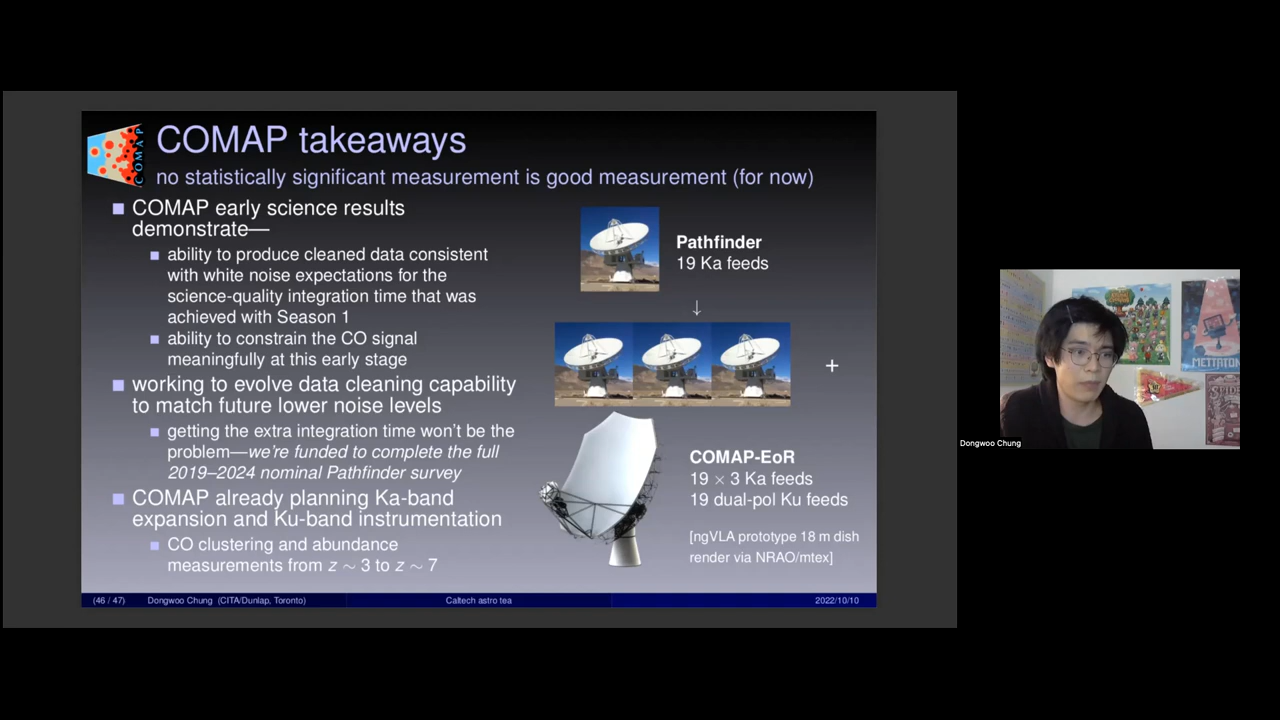 COMAP
COMAP takeaways
no statistically significant measurement is good measurement (for now)
COMAP early science results
demonstrate—
ability to produce cleaned data consistent
with white noise expectations for the
science-quality integration time that was
achieved with Season 1
ability to constrain the CO signal
meaningfully at this early stage
working to evolve data cleaning capability
to match future lower noise levels
getting the extra integration time won't be the
problem—we're funded to complete the full
2019–2024 nominal Pathfinder survey
COMAP already planning Ka-band
expansion and Ku-band instrumentation
CO clustering and abundance
measurements from z ∼ 3 to z ∼ 7
Pathfinder
19 Ka feeds
↓
+
COMAP-EoR
19 × 3 Ka feeds
19 dual-pol Ku feeds
[ngVLA prototype 18 m dish
render via NRAO/mtex]
(46 / 47) Dongwoo Chung (CITA/Dunlap, Toronto) Caltech astro tea 2022/10/10
METTATON
Dongwoo Chung